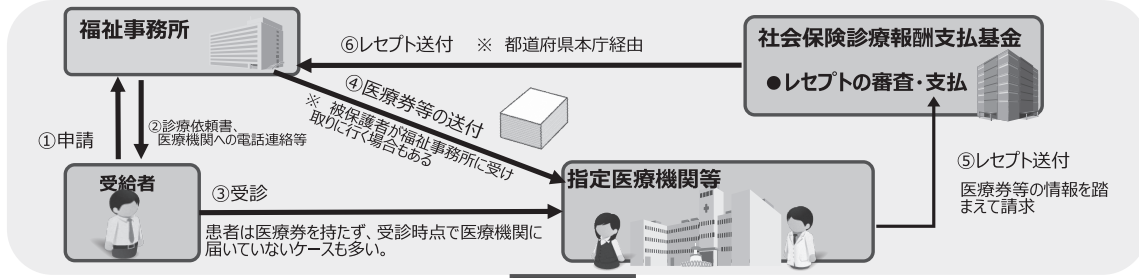 福祉事務所
⑥レセプト送付　※　都道府県本庁経由
社会保険診療報酬支払基金
●レセプトの審査・支払
④医療券等の送付
※　被保護者が福祉事務所に受け
取りに行く場合もある
①申請
②診療依頼書、
医療機関への電話連絡等
受給者
③受診
患者は医療券を持たず、受診時点で医療機関に
届いていないケースも多い。
指定医療機関等
⑤レセプト送付
医療券等の情報を踏
まえて請求